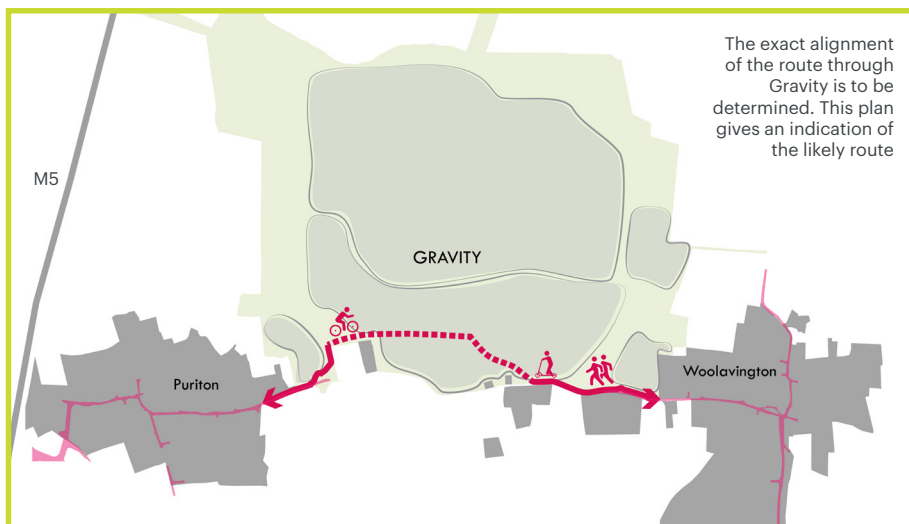 The exact alignment
of the route through
Gravity is to be
determined. This plan
gives an indication of
the likely route
M5
GRAVITY
Puriton
Woolavington